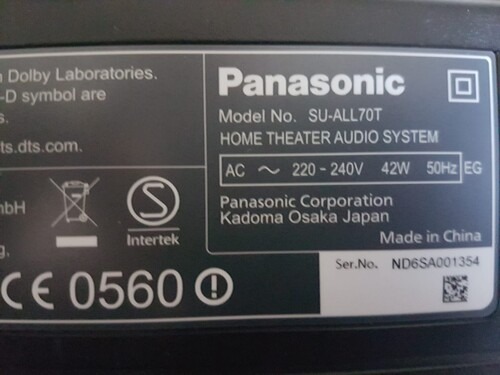 n Dolby Laboratories.
-D symbol are
s.
ts.dts.com.
bH
g.
Intertek
CE 0560
Panasonic
Model No. SU-ALL70T
HOME THEATER AUDIO SYSTEM
AC ～ 220 - 240V 42W 50Hz EG
Panasonic Corporation
Kadoma Osaka Japan
Made in China
Ser.No. ND6SA001354